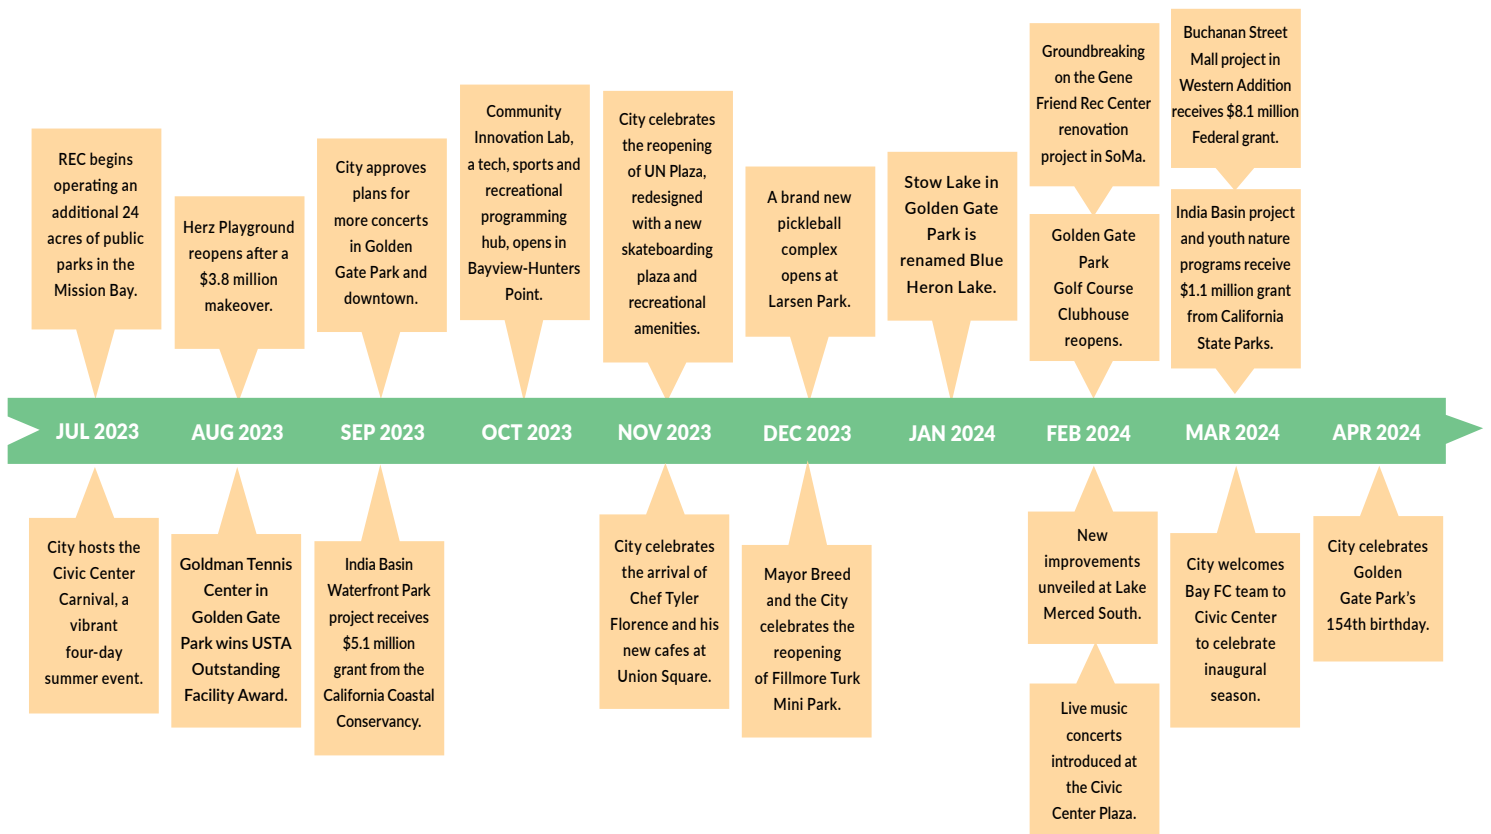 REC begins
operating an
additional 24
acres of public
parks in the
Mission Bay.
Herz Playground
reopens after a
$3.8 million
makeover.
City approves
plans for
more concerts
in Golden
Gate Park and
downtown.
Community
Innovation Lab,
a tech, sports and
recreational
programming
hub, opens in
Bayview-Hunters
Point.
City celebrates
the reopening
of UN Plaza,
redesigned
with a new
skateboarding
plaza and
recreational
amenities.
A brand new
pickleball
complex
opens at
Larsen Park.
Stow Lake in
Golden Gate
Park is
renamed Blue
Heron Lake.
Groundbreaking
on the Gene
Friend Rec Center
renovation
project in SoMa.
Golden Gate
Park
Golf Course
Clubhouse
reopens.
Buchanan Street
Mall project in
Western Addition
receives $8.1 million
Federal grant.
India Basin project
and youth nature
programs receive
$1.1 million grant
from California
State Parks.
JUL 2023
AUG 2023
SEP 2023
OCT 2023
NOV 2023
DEC 2023
JAN 2024
FEB 2024
MAR 2024
APR 2024
City hosts the
Civic Center
Carnival, a
vibrant
four-day
summer event.
Goldman Tennis
Center in
Golden Gate
Park wins USTA
Outstanding
Facility Award.
India Basin
Waterfront Park
project receives
$5.1 million
grant from the
California Coastal
Conservancy.
City celebrates
the arrival of
Chef Tyler
Florence and his
new cafes at
Union Square.
Mayor Breed
and the City
celebrates the
reopening
of Fillmore Turk
Mini Park.
New
improvements
unveiled at Lake
Merced South.
Live music
concerts
introduced at
the Civic
Center Plaza.
City welcomes
Bay FC team to
Civic Center
to celebrate
inaugural
season.
City celebrates
Golden
Gate Park's
154th birthday.